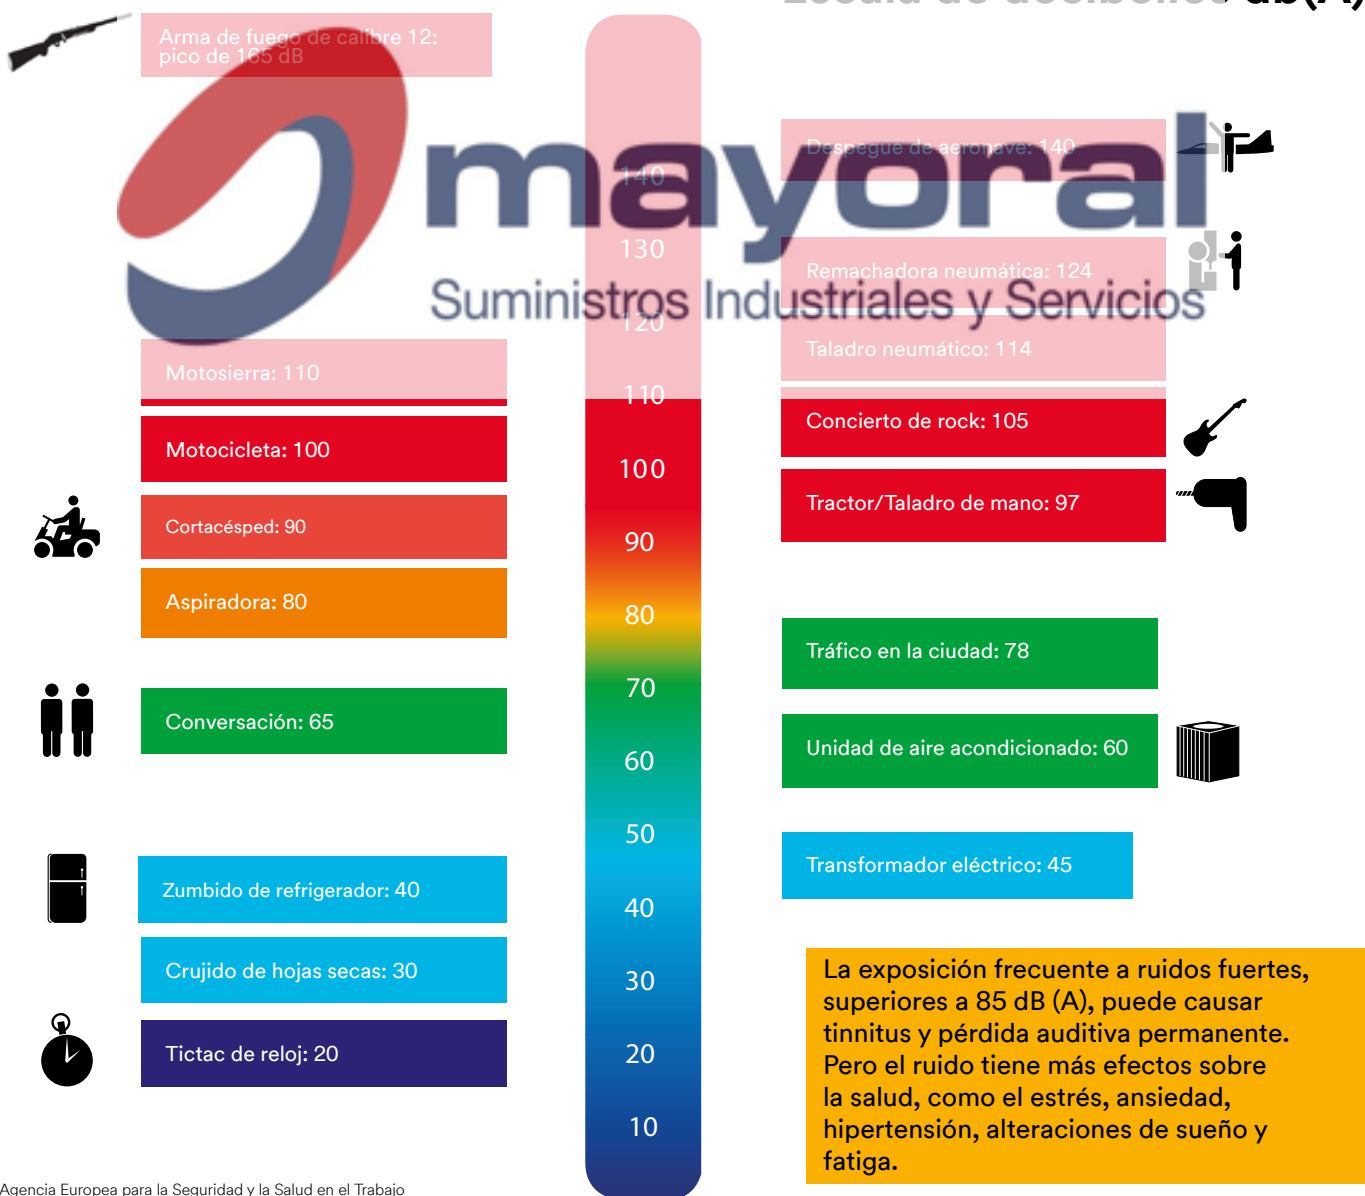 Escala de decibelios db(A)
Arma de fuego de calibre 12:
pico de 165 dB
mayoral
Suministros Industriales y Servicios
Despegue de aeronave: 140
140
130
Remachadora neumática: 124
120
Taladro neumático: 114
Motosierra: 110
110
Concierto de rock: 105
Motocicleta: 100
100
Tractor/Taladro de mano: 97
Cortacésped: 90
90
Aspiradora: 80
80
Tráfico en la ciudad: 78
70
Conversación: 65
Unidad de aire acondicionado: 60
60
50
Transformador eléctrico: 45
Zumbido de refrigerador: 40
40
Crujido de hojas secas: 30
30
Tictac de reloj: 20
20
10
La exposición frecuente a ruidos fuertes,
superiores a 85 dB (A), puede causar
tinnitus y pérdida auditiva permanente.
Pero el ruido tiene más efectos sobre
la salud, como el estrés, ansiedad,
hipertensión, alteraciones de sueño y
fatiga.
Agencia Europea para la Seguridad y la Salud en el Trabajo